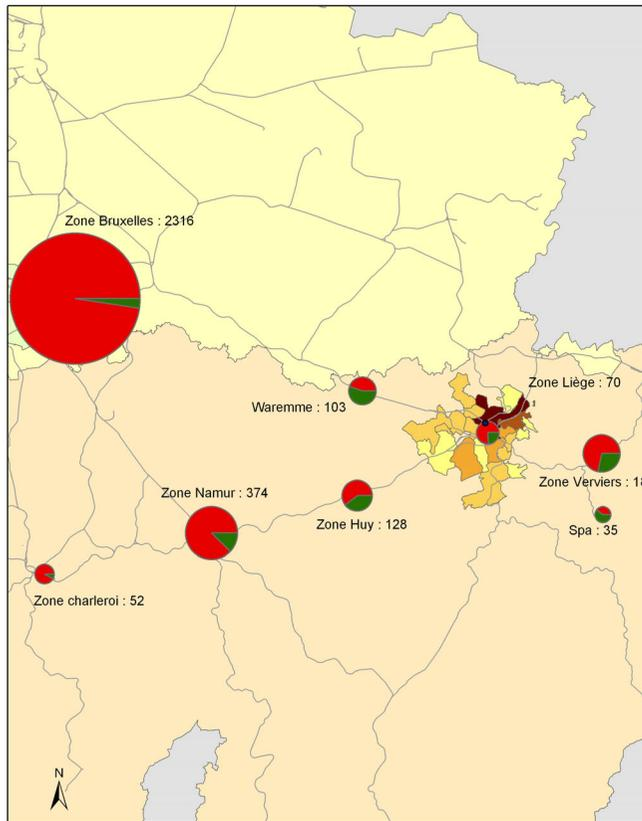 Zone Bruxelles : 2316
Zone Liège : 70
Waremme : 103
Zone Verviers : 18
Zone Namur : 374
Zone Huy : 128
Spa : 35
Zone charleroi : 52
N